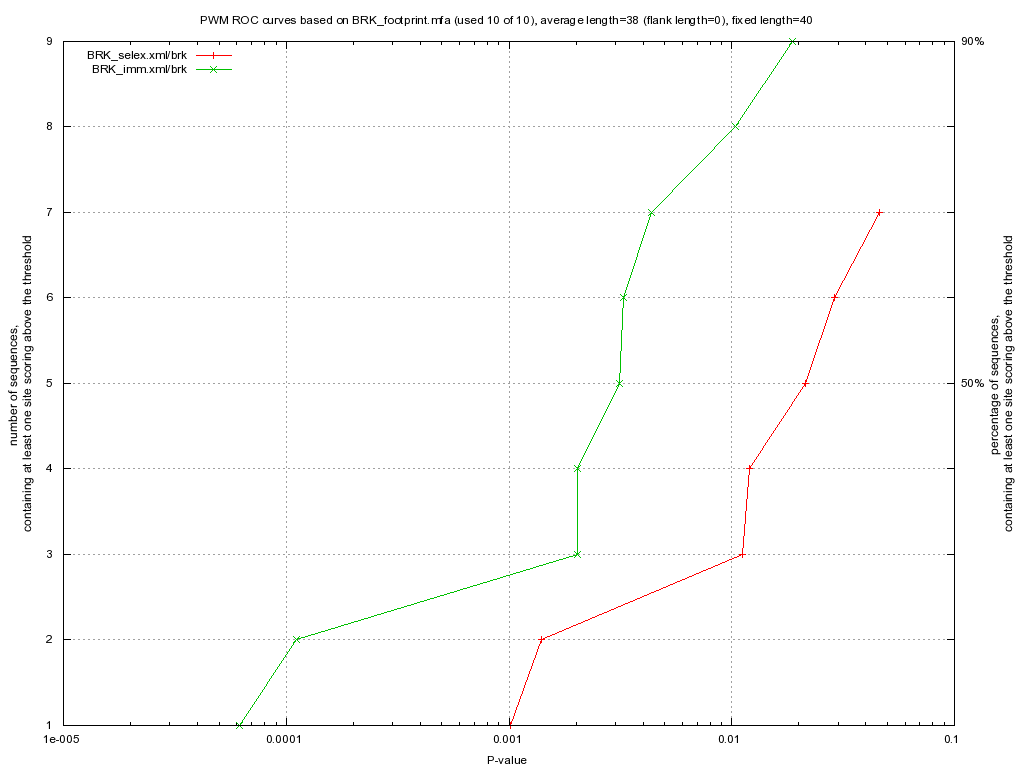 PWM ROC curves based on BRK_footprint.mfa (used 10 of 10), average length=38 (flank length=0), fixed length=40
BRK_selex.xml/brk
BRK_imm.xml/brk
9
8
7
6
5
4
3
2
1
90%
50%
number of sequences,
containing at least one site scoring above the threshold
percentage of sequences,
containing at least one site scoring above the threshold
1e-005
0.0001
0.001
0.01
0.1
P-value